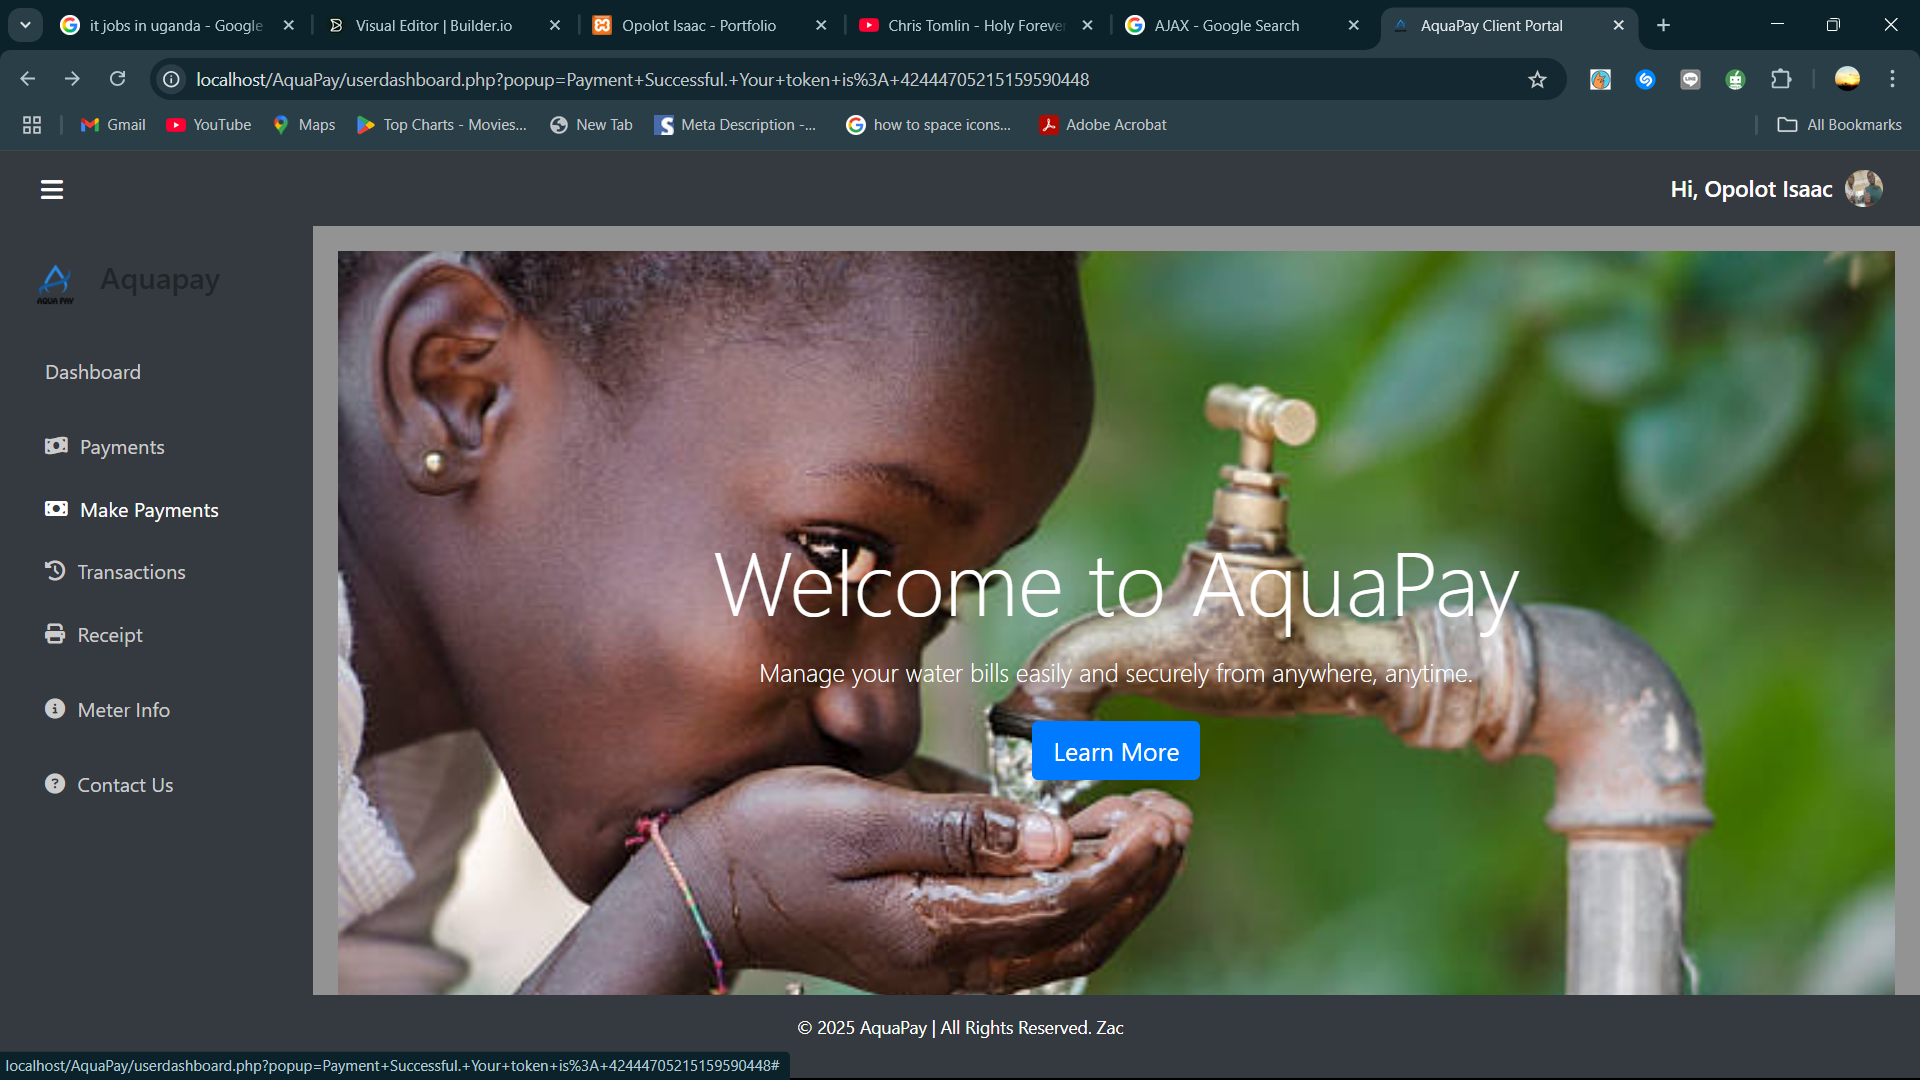 it jobs in uganda - Google
Visual Editor | Builder.io
Opolot Isaac - Portfolio
Chris Tomlin - Holy Forever
AJAX - Google Search
AquaPay Client Portal
localhost/AquaPay/userdashboard.php?popup=Payment+Successful.+Your+token+is%3A+42444705215159590448
Gmail
YouTube
Maps
Top Charts - Movies...
New Tab
Meta Description -...
how to space icons...
Adobe Acrobat
All Bookmarks
Hi, Opolot Isaac
AQUA PAY
Aquapay
Dashboard
Payments
Make Payments
Transactions
Receipt
Meter Info
Contact Us
Welcome to AquaPay
Manage your water bills easily and securely from anywhere, anytime.
Learn More
© 2025 AquaPay | All Rights Reserved. Zac
localhost/AquaPay/userdashboard.php?popup=Payment+Successful.+Your+token+is%3A+42444705215159590448#